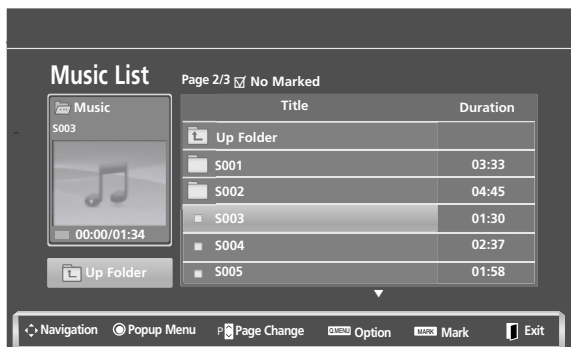 Music List
Page 2/3 No Marked
Music
S003
00:00/01:34
Up Folder
Title Duration
Up Folder
S001 03:33
S002 04:45
S003 01:30
S004 02:37
S005 01:58
Navigation Popup Menu P Page Change Q.MENU Option MARK Mark Exit